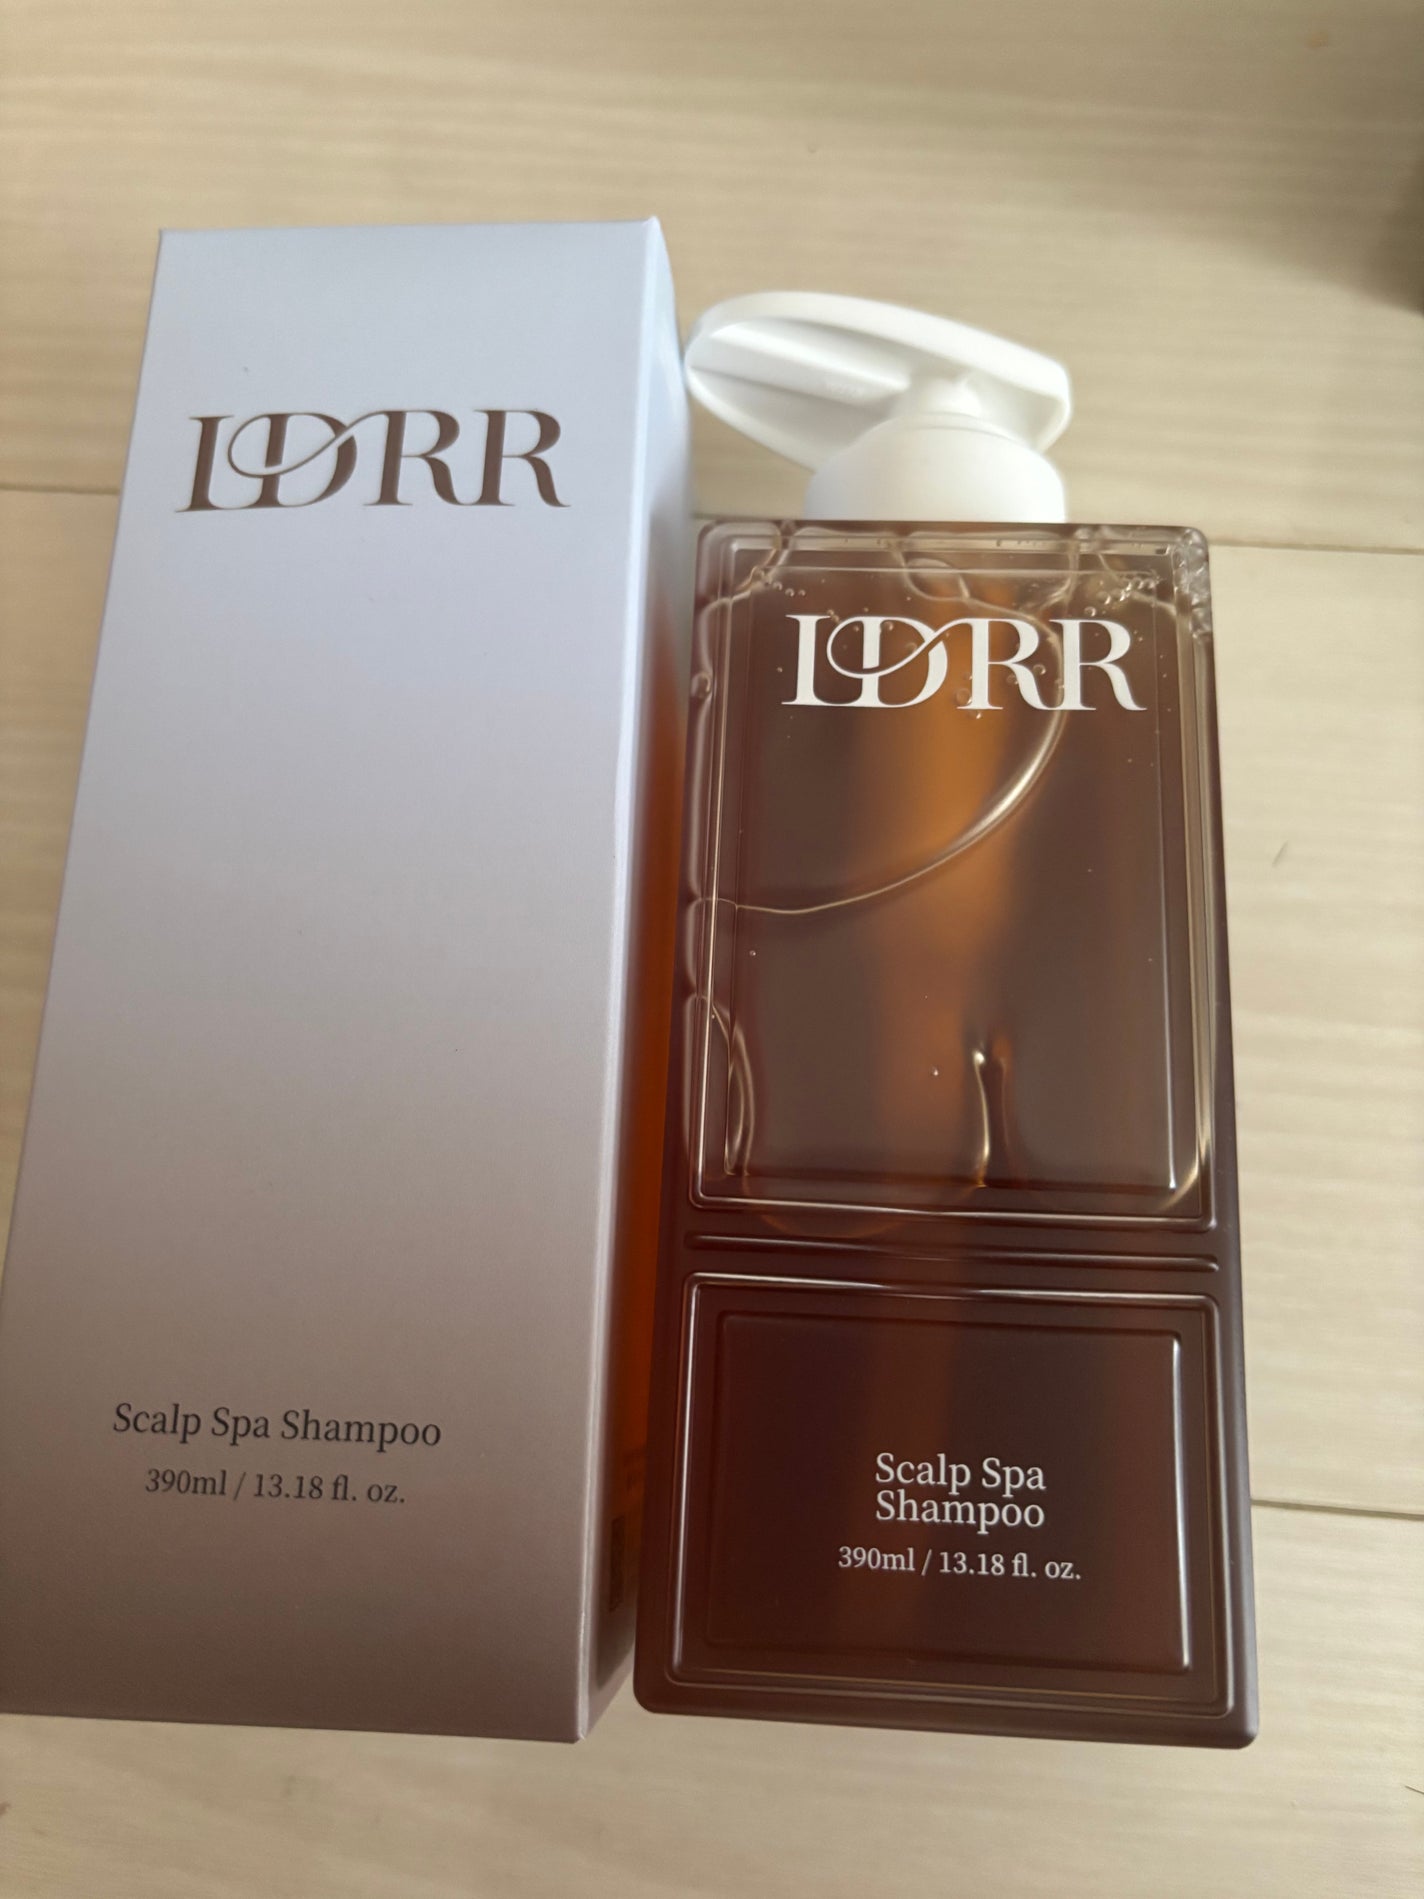 LDRR
Scalp Spa Shampoo
390ml / 13.18 fl. oz.
LDRR
Scalp Spa
Shampoo
390ml / 13.18 fl. oz.